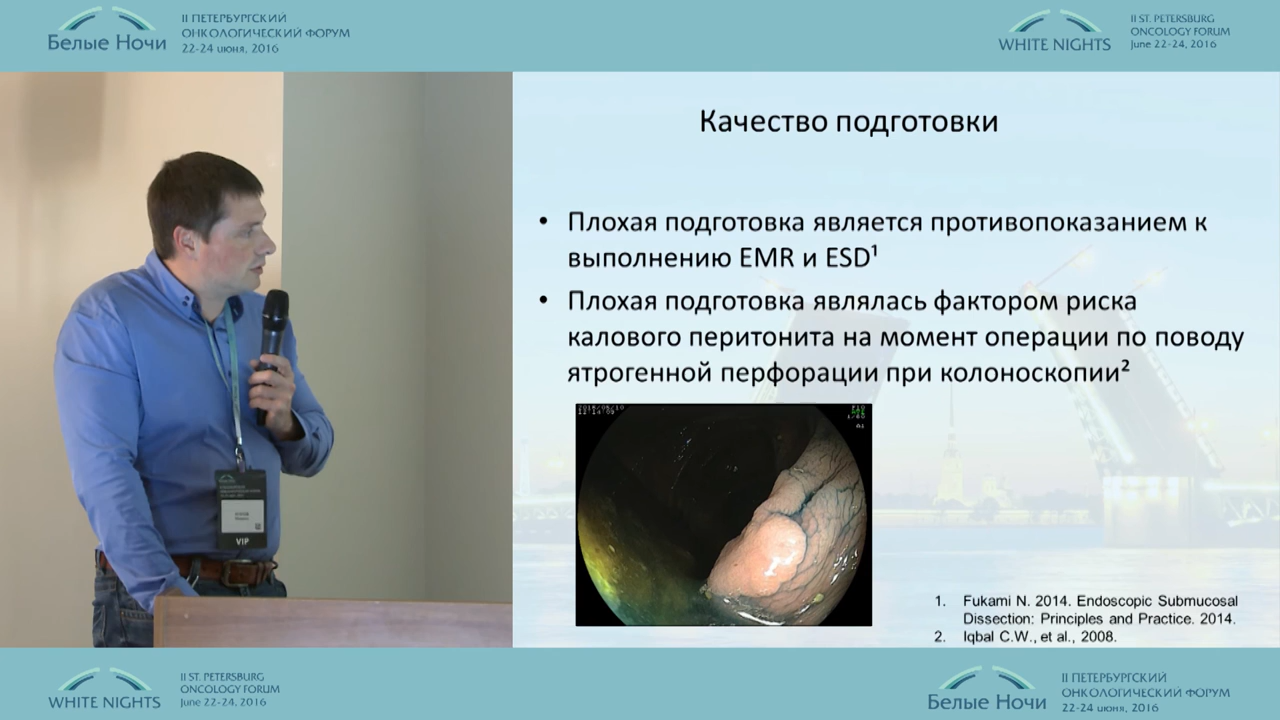 Белые Ночи
II ПЕТЕРБУРГСКИЙ
ОНКОЛОГИЧЕСКИЙ ФОРУМ
22-24 июня, 2016
WHITE NIGHTS
II ST. PETERSBURG
ONCOLOGY FORUM
June 22-24, 2016
Качество подготовки
• Плохая подготовка является противопоказанием к
выполнению EMR и ESD¹
• Плохая подготовка являлась фактором риска
калового перитонита на момент операции по поводу
ятрогенной перфорации при колоноскопии²
VIP
1. Fukami N. 2014. Endoscopic Submucosal
Dissection: Principles and Practice. 2014.
2. Iqbal C.W., et al., 2008.
WHITE NIGHTS
II ST. PETERSBURG
ONCOLOGY FORUM
June 22-24, 2016
Белые Ночи
II ПЕТЕРБУРГСКИЙ
ОНКОЛОГИЧЕСКИЙ ФОРУМ
22-24 июня, 2016